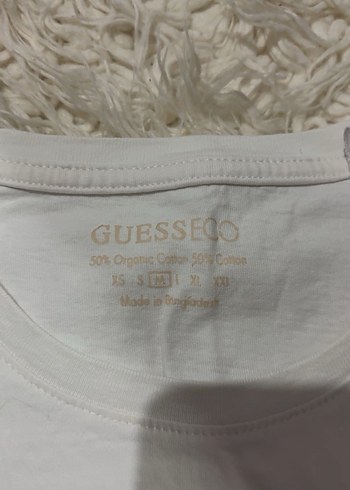 GUESSECO
50% Organic Cotton 50% Cotton
XS S M L XL XXL
Made in Bangladesh